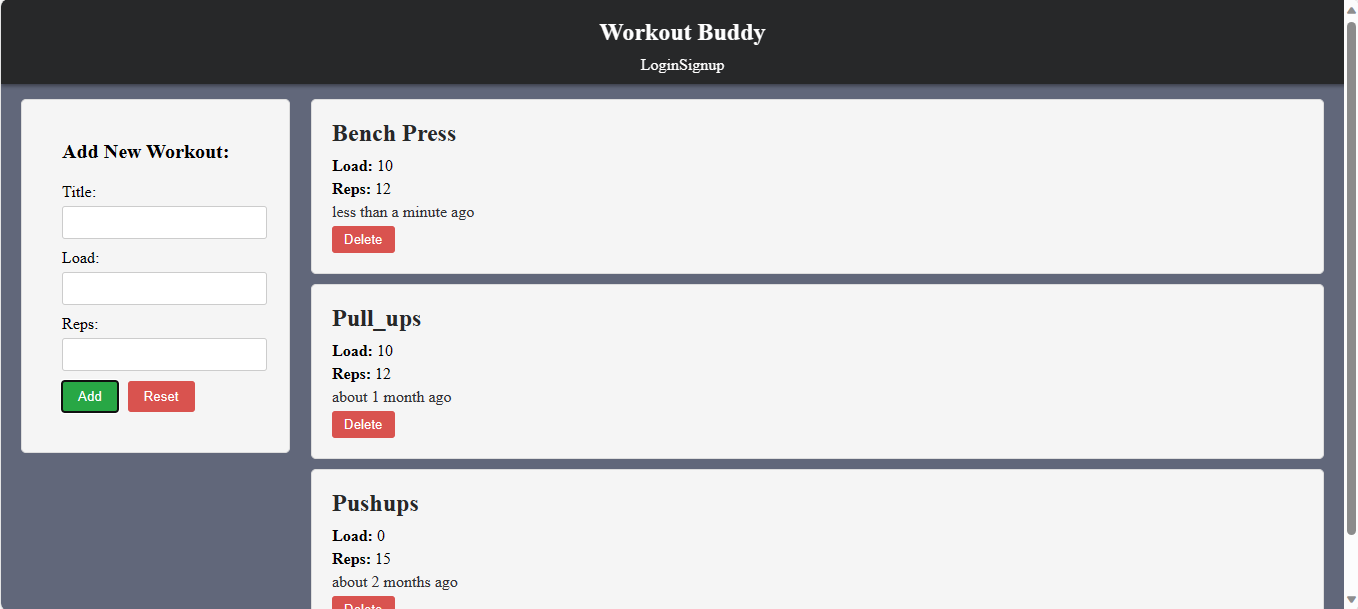 Workout Buddy
LoginSignup
Add New Workout:
Title:
Load:
Reps:
Add Reset
Bench Press
Load: 10
Reps: 12
less than a minute ago
Delete
Pull_ups
Load: 10
Reps: 12
about 1 month ago
Delete
Pushups
Load: 0
Reps: 15
about 2 months ago
Delete